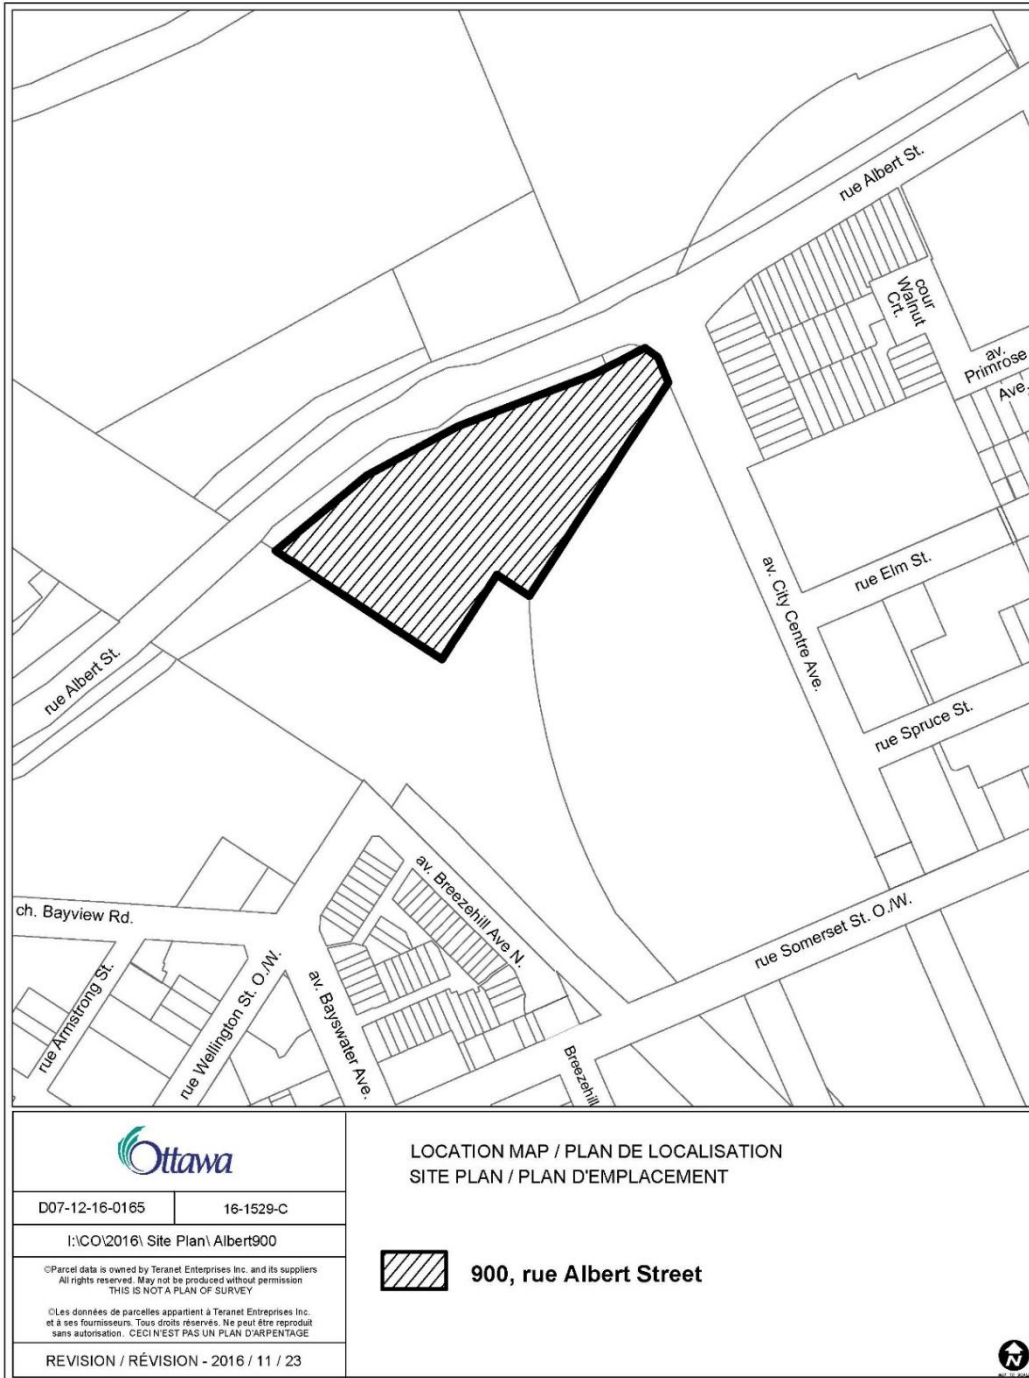 rue Albert St.
cour
Walnut
Crt.
av.
Primrose
Ave.
rue Elm St.
av. City Centre Ave.
rue Albert St.
rue Spruce St.
av. Breezehill Ave N.
ch. Bayview Rd.
rue Somerset St. O./W.
rue Armstrong St.
rue Wellington St. O./W.
av. Bayswater Ave.
Breezehill
Ottawa
D07-12-16-0165
16-1529-C
I:\CO\2016\ Site Plan\ Albert900
©Parcel data is owned by Teranet Enterprises Inc. and its suppliers
All rights reserved. May not be produced without permission
THIS IS NOT A PLAN OF SURVEY
©Les données de parcelles appartient à Teranet Entreprises Inc.
et à ses fournisseurs. Tous droits réservés. Ne peut être reproduit
sans autorisation. CECI N'EST PAS UN PLAN D'ARPENTAGE
REVISION / RÉVISION - 2016 / 11 / 23
LOCATION MAP / PLAN DE LOCALISATION
SITE PLAN / PLAN D'EMPLACEMENT
900, rue Albert Street
N
NOT TO SCALE